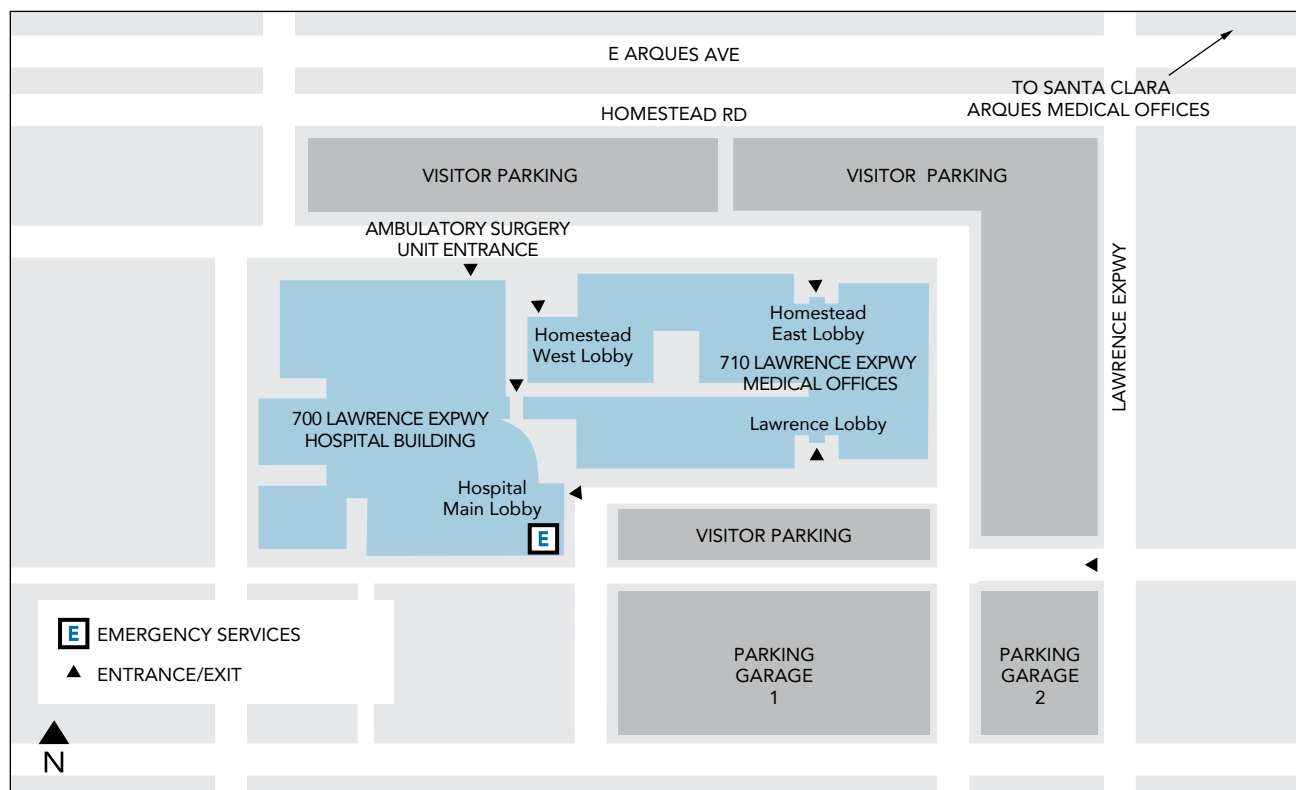 E ARQUES AVE
TO SANTA CLARA
ARQUES MEDICAL OFFICES
HOMESTEAD RD
VISITOR PARKING
VISITOR PARKING
AMBULATORY SURGERY
UNIT ENTRANCE
LAWRENCE EXPWY
Homestead
West Lobby
Homestead
East Lobby
710 LAWRENCE EXPWY
MEDICAL OFFICES
700 LAWRENCE EXPWY
HOSPITAL BUILDING
Lawrence Lobby
Hospital
Main Lobby
E
VISITOR PARKING
E EMERGENCY SERVICES
ENTRANCE/EXIT
PARKING
GARAGE
1
PARKING
GARAGE
2
N